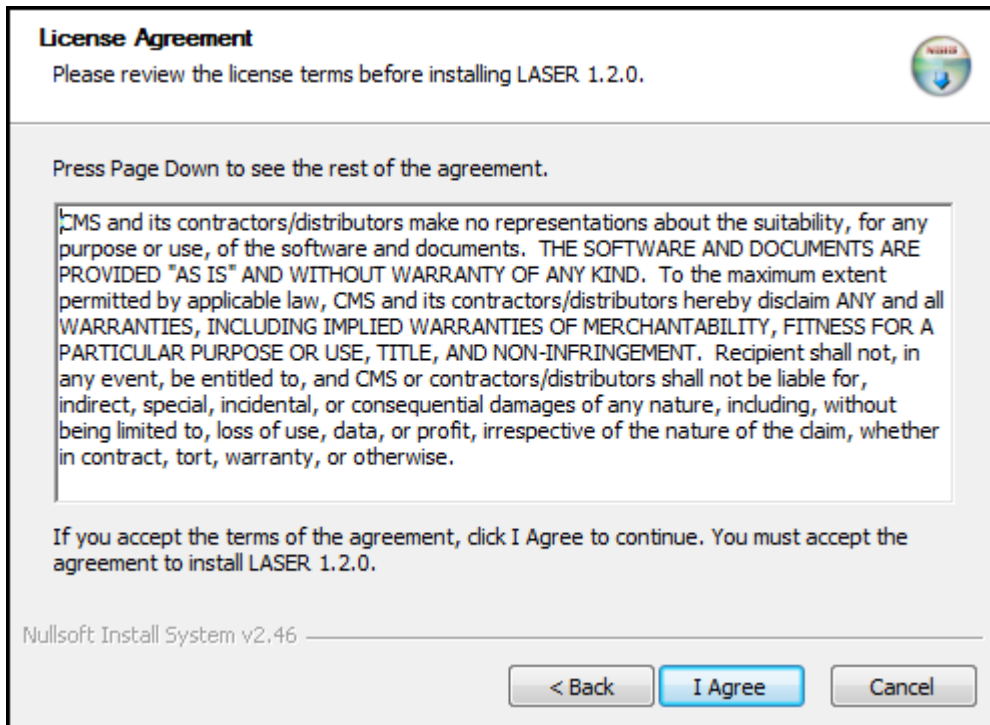 License Agreement
Please review the license terms before installing LASER 1.2.0.
NSIS
Press Page Down to see the rest of the agreement.
CMS and its contractors/distributors make no representations about the suitability, for any
purpose or use, of the software and documents.  THE SOFTWARE AND DOCUMENTS ARE
PROVIDED "AS IS" AND WITHOUT WARRANTY OF ANY KIND.  To the maximum extent
permitted by applicable law, CMS and its contractors/distributors hereby disclaim ANY and all
WARRANTIES, INCLUDING IMPLIED WARRANTIES OF MERCHANTABILITY, FITNESS FOR A
PARTICULAR PURPOSE OR USE, TITLE, AND NON-INFRINGEMENT.  Recipient shall not, in
any event, be entitled to, and CMS or contractors/distributors shall not be liable for,
indirect, special, incidental, or consequential damages of any nature, including, without
being limited to, loss of use, data, or profit, irrespective of the nature of the claim, whether
in contract, tort, warranty, or otherwise.
If you accept the terms of the agreement, click I Agree to continue. You must accept the
agreement to install LASER 1.2.0.
Nullsoft Install System v2.46
< Back
I Agree
Cancel